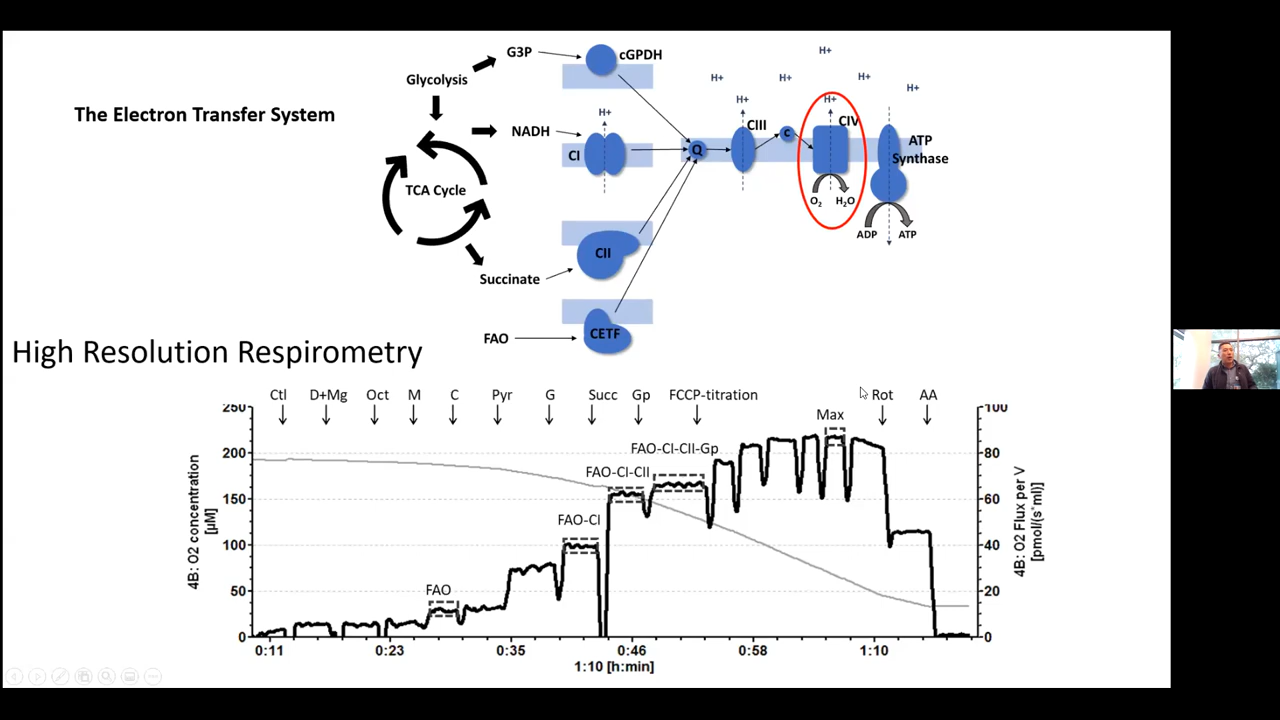 The Electron Transfer System
Glycolysis
G3P
cGPDH
NADH
H+
CI
TCA Cycle
Succinate
CII
FAO
CETF
Q
H+
H+
H+
H+
H+
H+
H+
CIII
c
CIV
O₂
H₂O
ATP
Synthase
ADP
ATP
High Resolution Respirometry
Ctl D+Mg Oct M C Pyr G Succ Gp FCCP-titration Rot AA
Max
FAO-CI-CII-Gp
FAO-CI-CII
FAO-CI
FAO
250
200
150
100
50
0
4B: O2 concentration
[µM]
100
80
60
40
20
0
4B: O2 Flux per V
[pmol/(s*ml)]
0:11 0:23 0:35 0:46 0:58 1:10
1:10 [h:min]